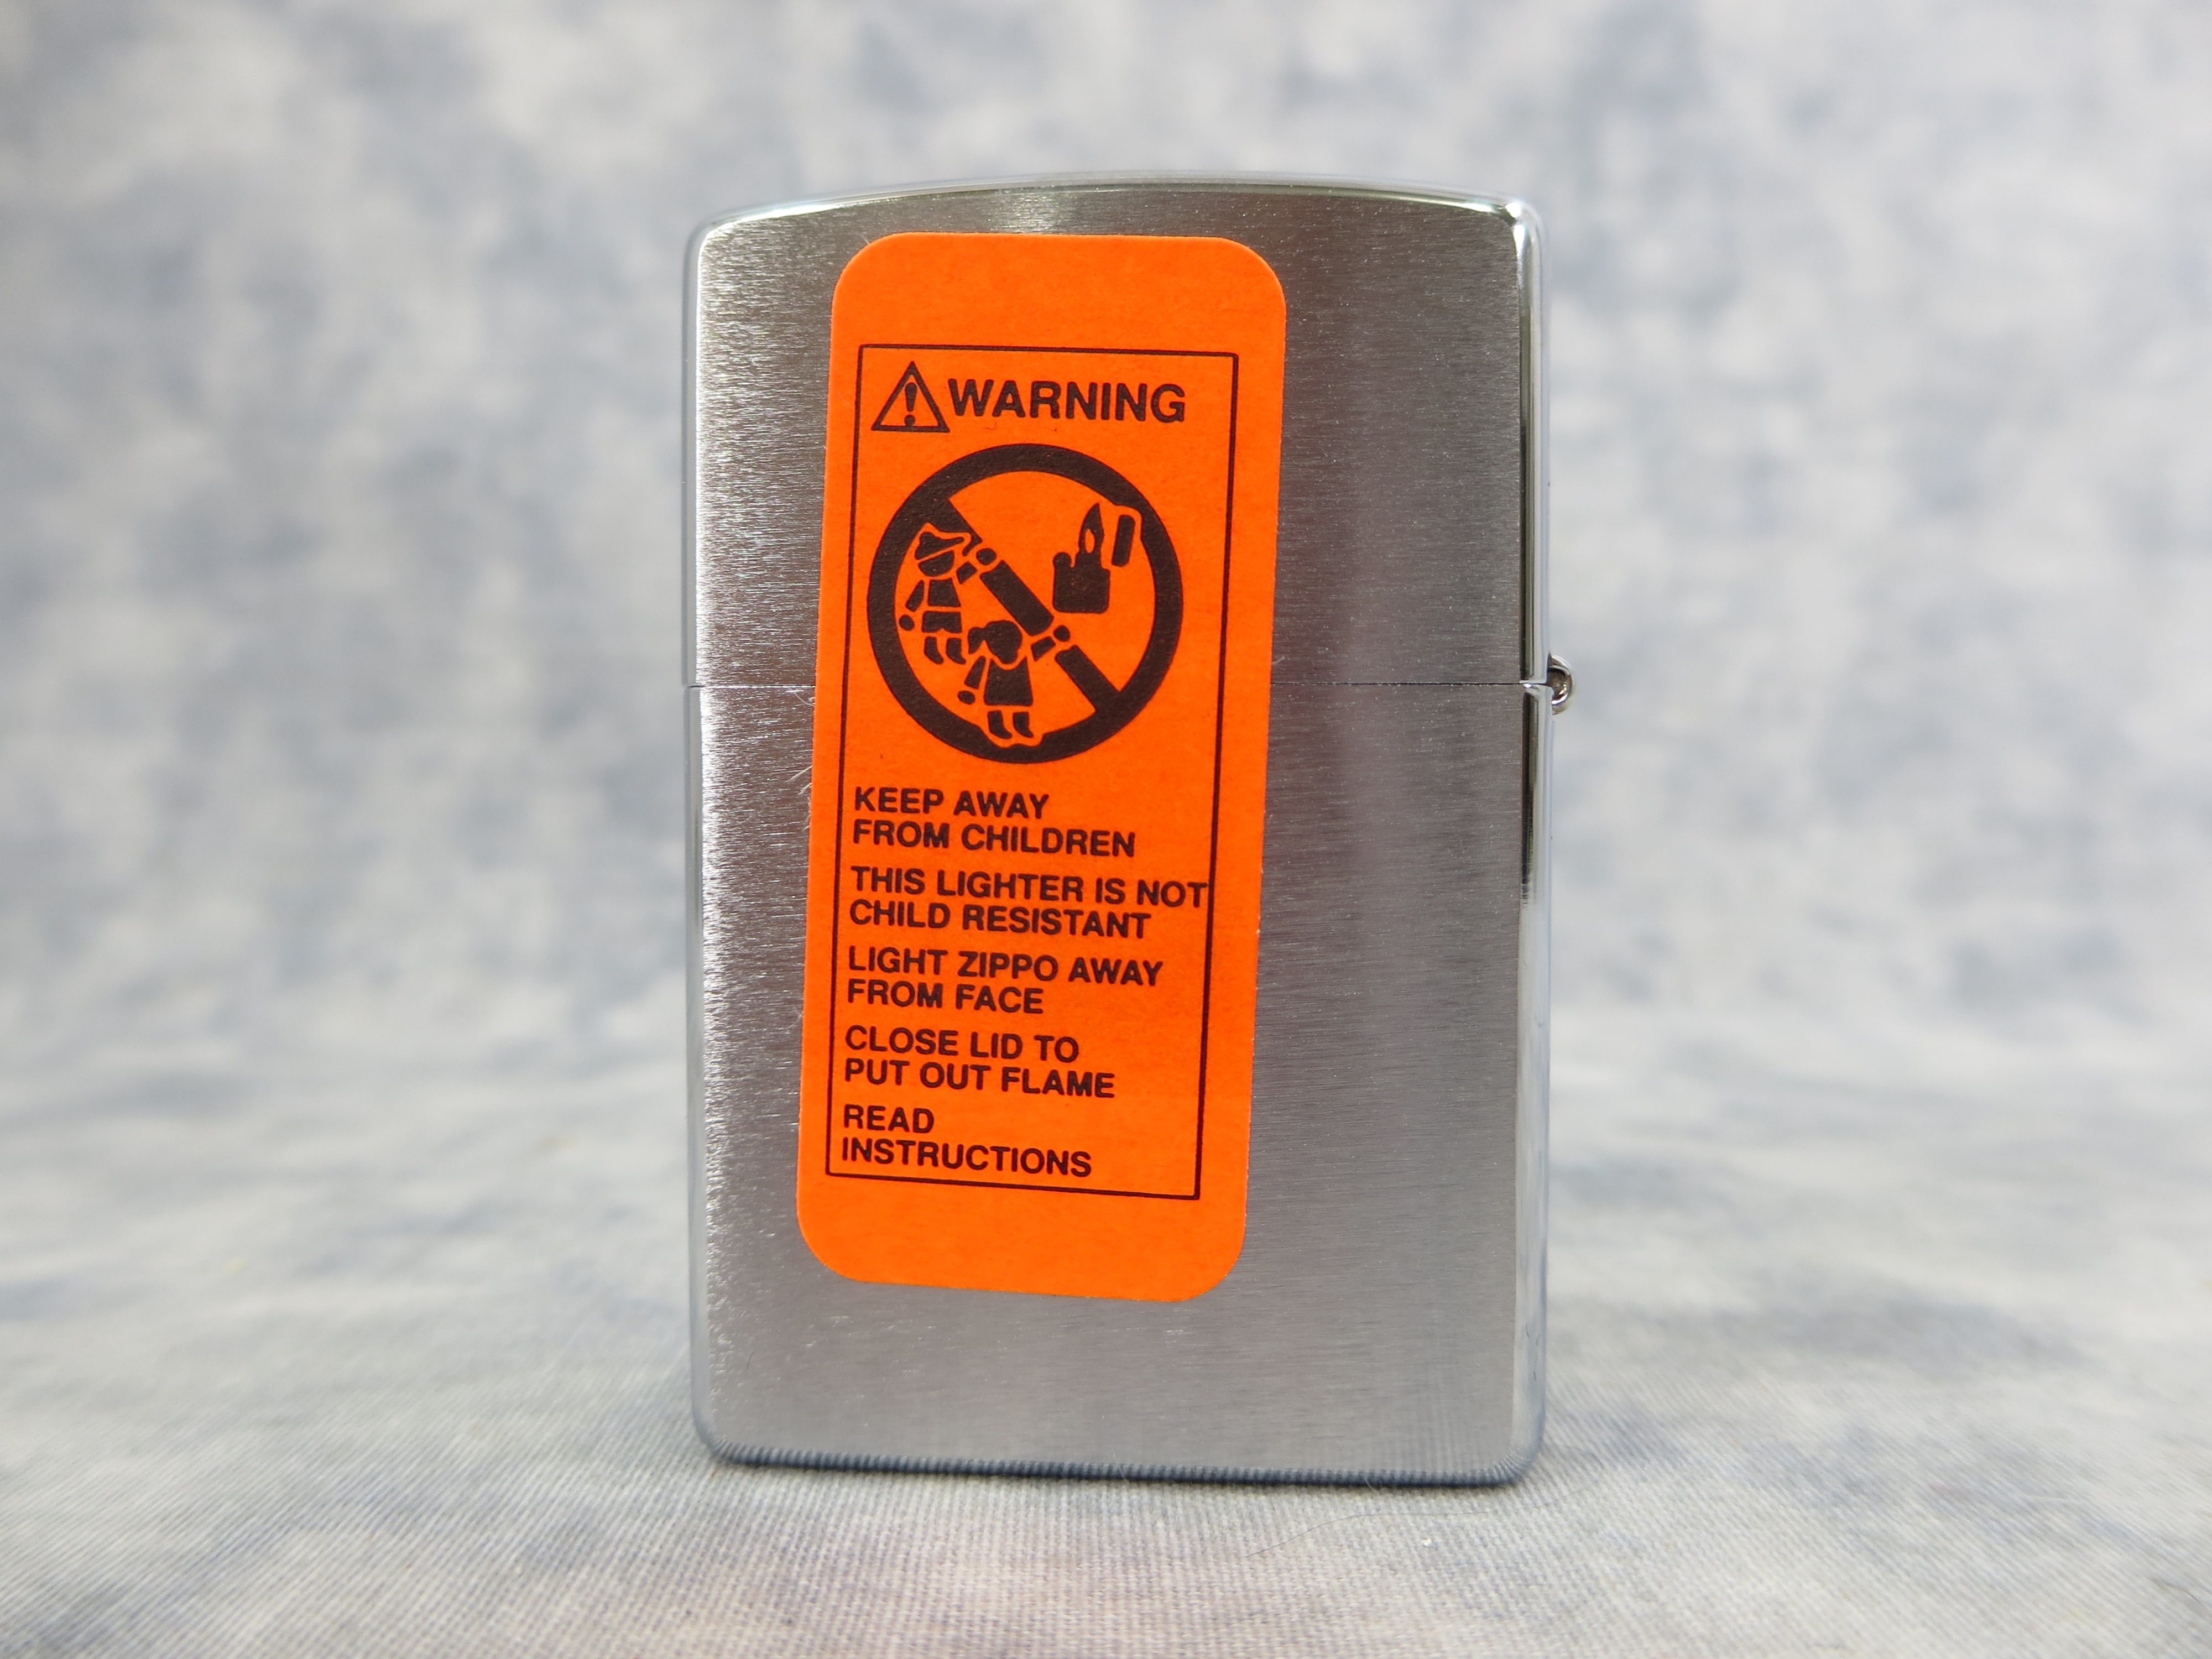 WARNING
KEEP AWAY
FROM CHILDREN
THIS LIGHTER IS NOT
CHILD RESISTANT
LIGHT ZIPPO AWAY
FROM FACE
CLOSE LID TO
PUT OUT FLAME
READ
INSTRUCTIONS